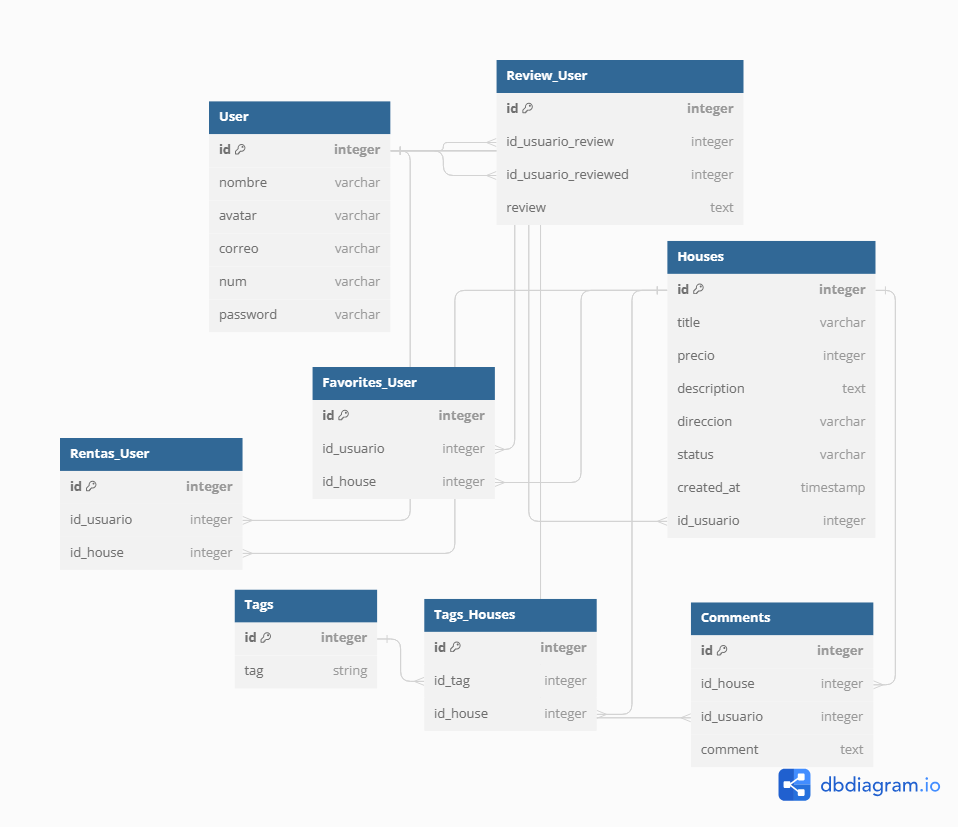 Review_User
id integer
id_usuario_review integer
id_usuario_reviewed integer
review text
User
id integer
nombre varchar
avatar varchar
correo varchar
num varchar
password varchar
Houses
id integer
title varchar
precio integer
description text
direccion varchar
status varchar
created_at timestamp
id_usuario integer
Favorites_User
id integer
id_usuario integer
id_house integer
Rentas_User
id integer
id_usuario integer
id_house integer
Tags
id integer
tag string
Tags_Houses
id integer
id_tag integer
id_house integer
Comments
id integer
id_house integer
id_usuario integer
comment text
dbdiagram.io